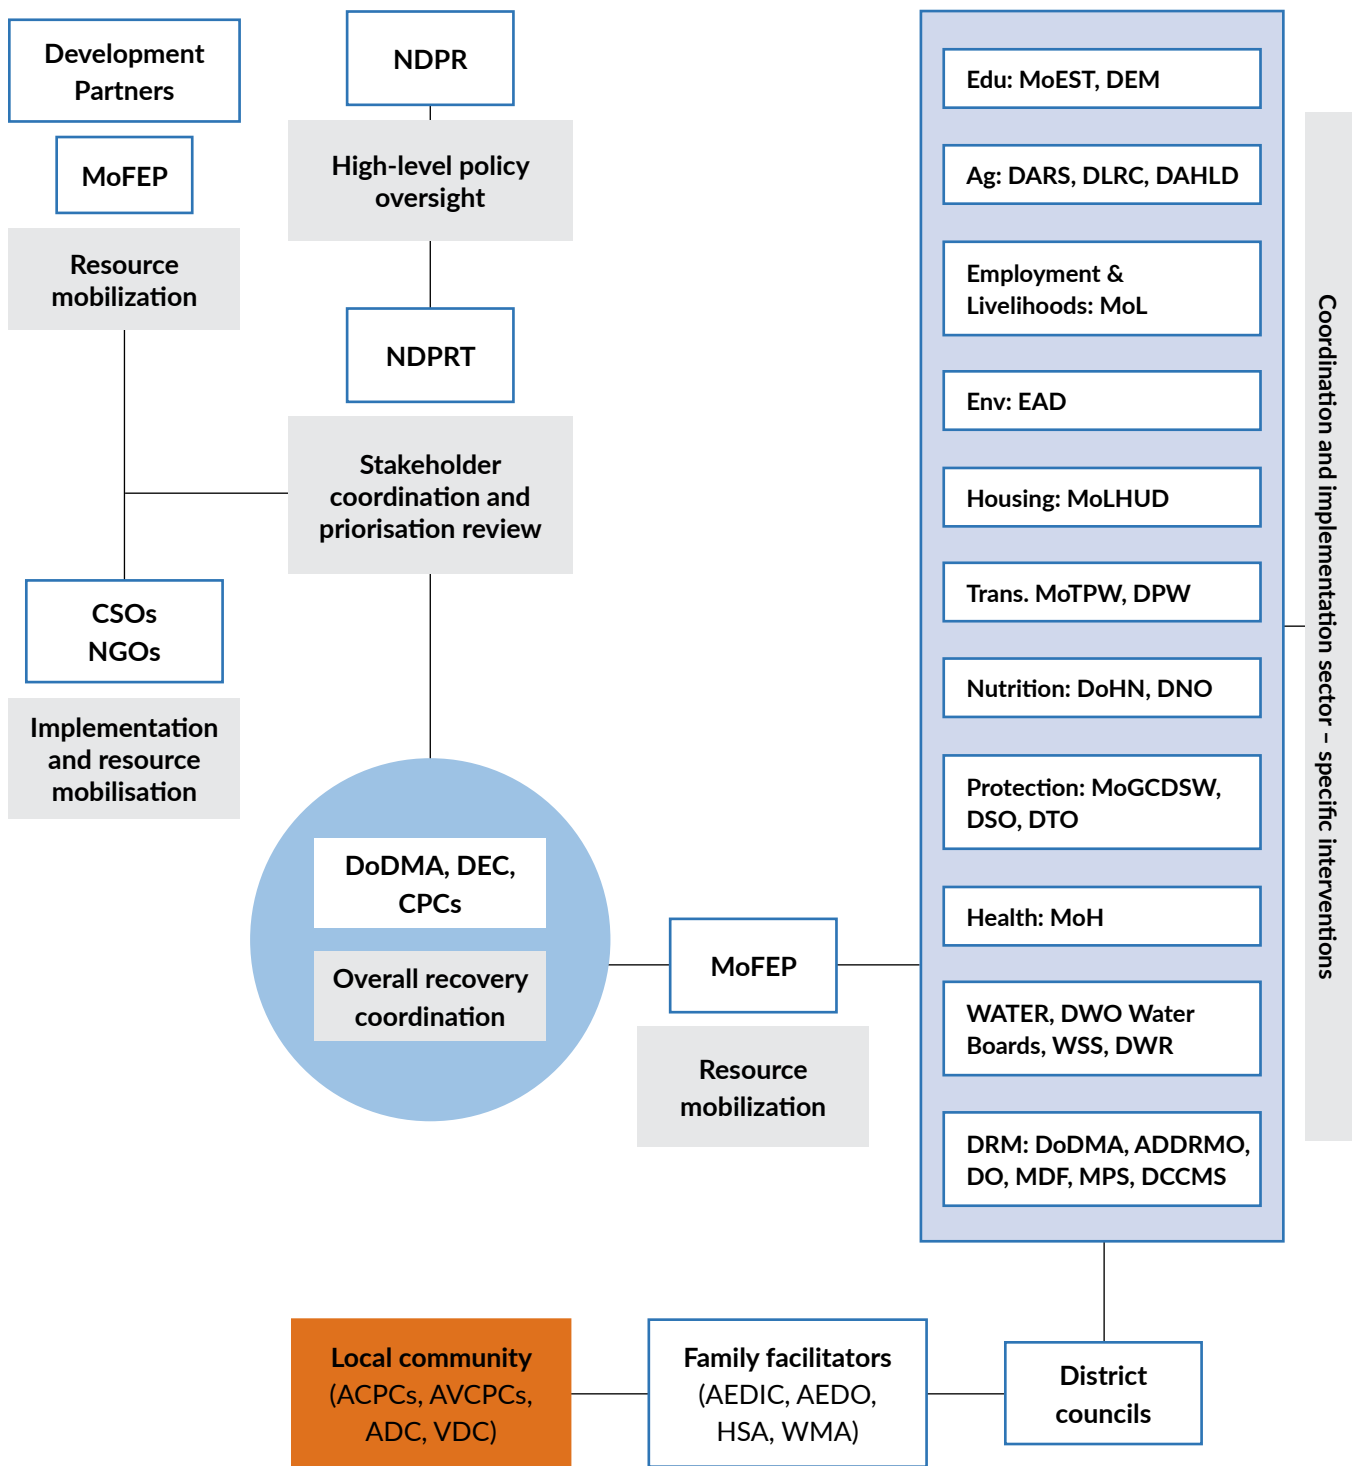 Development
Partners
MoFEP
Resource
mobilization
NDPR
High-level policy
oversight
NDPRT
Stakeholder
coordination and
priorisation review
CSOs
NGOs
Implementation
and resource
mobilisation
DoDMA, DEC,
CPCs
Overall recovery
coordination
MoFEP
Resource
mobilization
Edu: MoEST, DEM
Ag: DARS, DLRC, DAHLD
Employment &
Livelihoods: MoL
Env: EAD
Housing: MoLHUD
Trans. MoTPW, DPW
Nutrition: DoHN, DNO
Protection: MoGCDSW,
DSO, DTO
Health: MoH
WATER, DWO Water
Boards, WSS, DWR
DRM: DoDMA, ADDRMO,
DO, MDF, MPS, DCCMS
Coordination and implementation sector – specific interventions
Local community
(ACPCs, AVCPCs,
ADC, VDC)
Family facilitators
(AEDIC, AEDO,
HSA, WMA)
District
councils